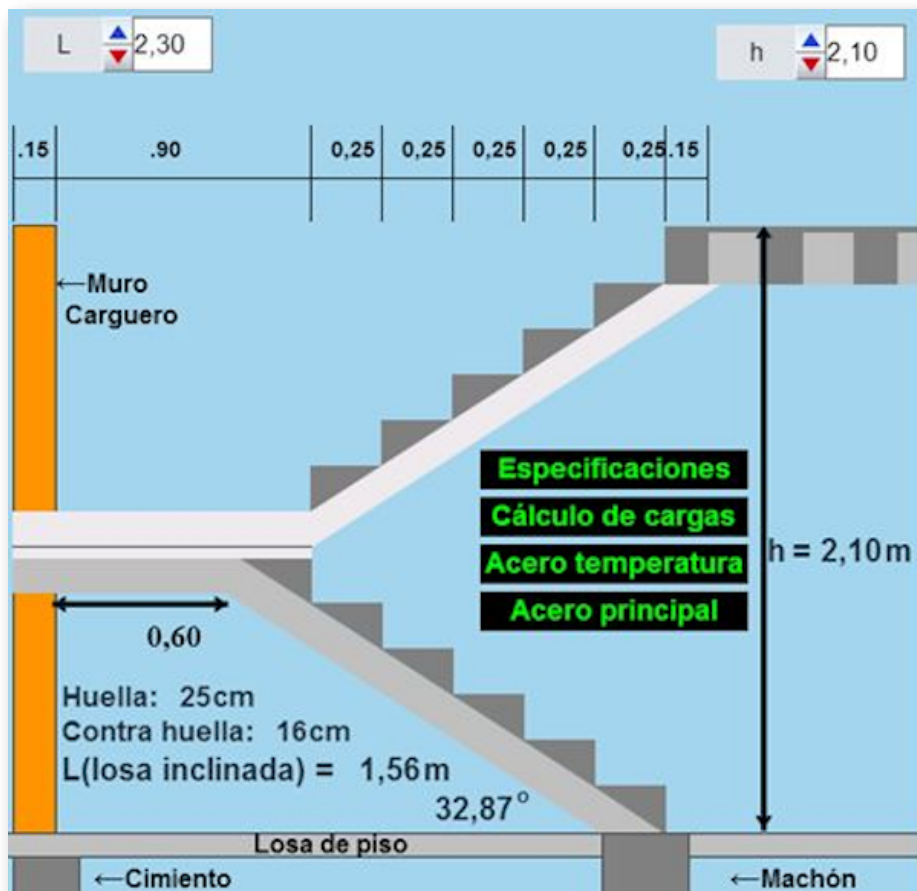 L 2,30
h 2,10
.15 .90 0,25 0,25 0,25 0,25 0,25 .15
←Muro
Carguero
Especificaciones
Cálculo de cargas
Acero temperatura
Acero principal
h = 2,10m
0,60
Huella: 25cm
Contra huella: 16cm
L(losa inclinada) = 1,56m
32,87°
Losa de piso
←Cimiento
←Machón